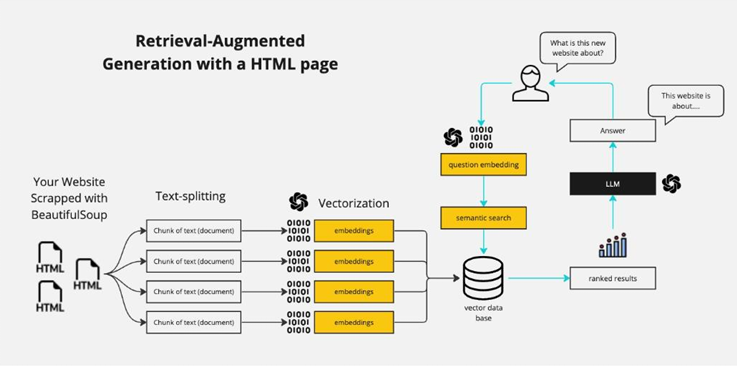 Retrieval-Augmented
Generation with a HTML page
What is this new
website about?
This website is
about....
Answer
01010
10101
01010
question embedding
LLM
Your Website
Scrapped with
BeautifulSoup
Text-splitting
Vectorization
semantic search
01010
10101
01010
Chunk of text (document)
embeddings
HTML
HTML
HTML
01010
10101
01010
Chunk of text (document)
embeddings
ranked results
01010
10101
01010
Chunk of text (document)
embeddings
vector data
base
01010
10101
01010
Chunk of text (document)
embeddings